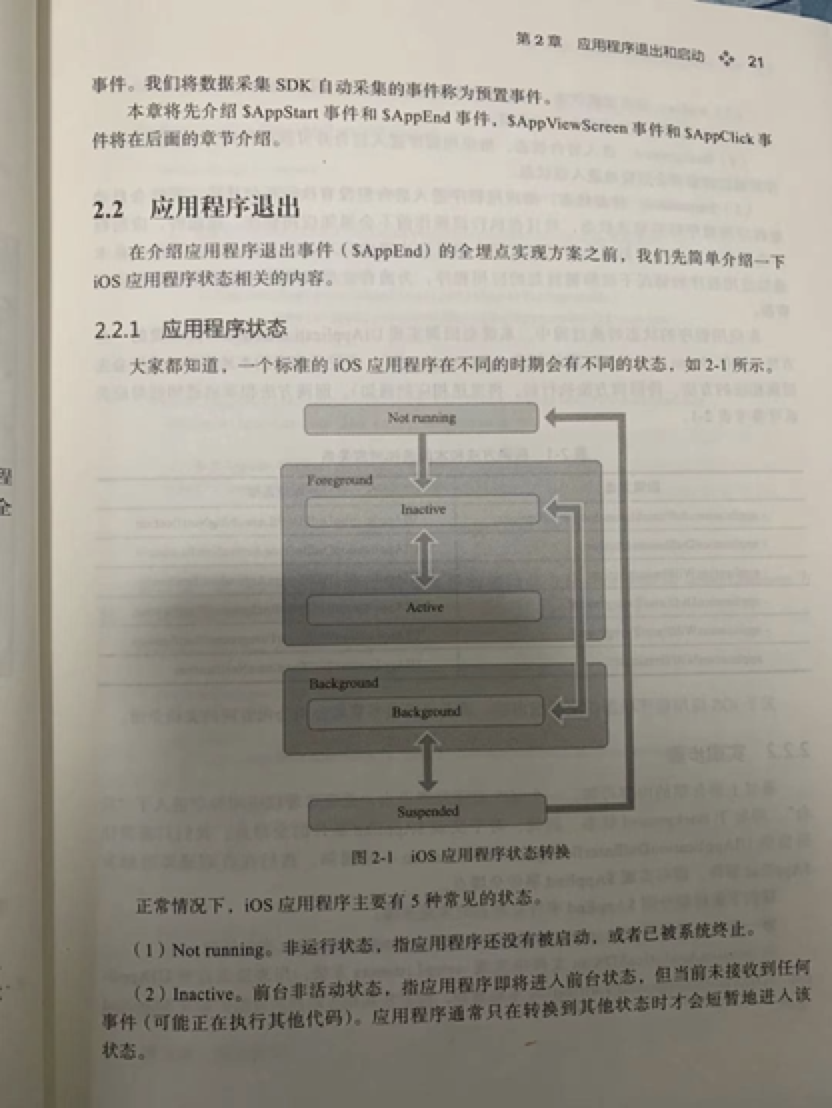 第2章 应用程序退出和启动 21
事件。我们将数据采集 SDK 自动采集的事件称为预置事件。
本章将先介绍 $AppStart 事件和 $AppEnd 事件，$AppViewScreen 事件和 $AppClick 事
件将在后面的章节介绍。
2.2 应用程序退出
在介绍应用程序退出事件（$AppEnd）的全埋点实现方案之前，我们先简单介绍一下
iOS 应用程序状态相关的内容。
2.2.1 应用程序状态
大家都知道，一个标准的 iOS 应用程序在不同的时期会有不同的状态，如 2-1 所示。
程
全
Not running
Foreground
Inactive
Active
Background
Background
Suspended
图 2-1 iOS 应用程序状态转换
正常情况下，iOS 应用程序主要有 5 种常见的状态。
（1）Not running。非运行状态，指应用程序还没有被启动，或者已被系统终止。
（2）Inactive。前台非活动状态，指应用程序即将进入前台状态，但当前未接收到任何
事件（可能正在执行其他代码）。应用程序通常只在转换到其他状态时才会短暂地进入该
状态。